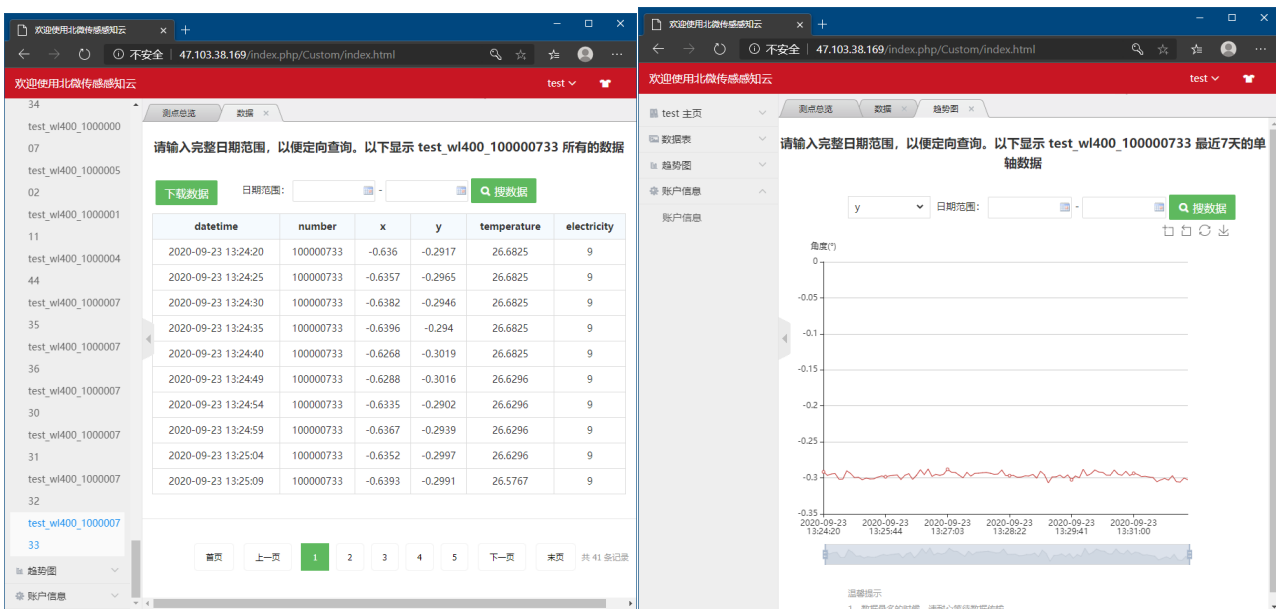 欢迎使用北微传感感知云
不安全 | 47.103.38.169/index.php/Custom/index.html
欢迎使用北微传感感知云
test
34
test_wl400_1000000
07
test_wl400_1000005
02
test_wl400_1000001
11
test_wl400_1000004
44
test_wl400_1000007
35
test_wl400_1000007
36
test_wl400_1000007
30
test_wl400_1000007
31
test_wl400_1000007
32
test_wl400_1000007
33
趋势图
账户信息
测点总览 数据
请输入完整日期范围，以便定向查询。以下显示 test_wl400_100000733 所有的数据
下载数据 日期范围: - 搜数据
datetime number x y temperature electricity
2020-09-23 13:24:20 100000733 -0.636 -0.2917 26.6825 9
2020-09-23 13:24:25 100000733 -0.6357 -0.2965 26.6825 9
2020-09-23 13:24:30 100000733 -0.6382 -0.2946 26.6825 9
2020-09-23 13:24:35 100000733 -0.6396 -0.294 26.6825 9
2020-09-23 13:24:40 100000733 -0.6268 -0.3019 26.6825 9
2020-09-23 13:24:49 100000733 -0.6288 -0.3016 26.6296 9
2020-09-23 13:24:54 100000733 -0.6335 -0.2902 26.6296 9
2020-09-23 13:24:59 100000733 -0.6367 -0.2939 26.6296 9
2020-09-23 13:25:04 100000733 -0.6352 -0.2997 26.6296 9
2020-09-23 13:25:09 100000733 -0.6393 -0.2991 26.5767 9
首页 上一页 1 2 3 4 5 下一页 末页 共 41 条记录
欢迎使用北微传感感知云
不安全 | 47.103.38.169/index.php/Custom/index.html
欢迎使用北微传感感知云
test
test 主页
数据表
趋势图
账户信息
账户信息
测点总览 数据 趋势图
请输入完整日期范围，以便定向查询。以下显示 test_wl400_100000733 最近7天的单
轴数据
y 日期范围: - 搜数据
角度(°)
0
-0.05
-0.1
-0.15
-0.2
-0.25
-0.3
-0.35
2020-09-23 2020-09-23 2020-09-23 2020-09-23 2020-09-23 2020-09-23
13:24:20 13:25:44 13:27:03 13:28:22 13:29:41 13:31:00
温馨提示